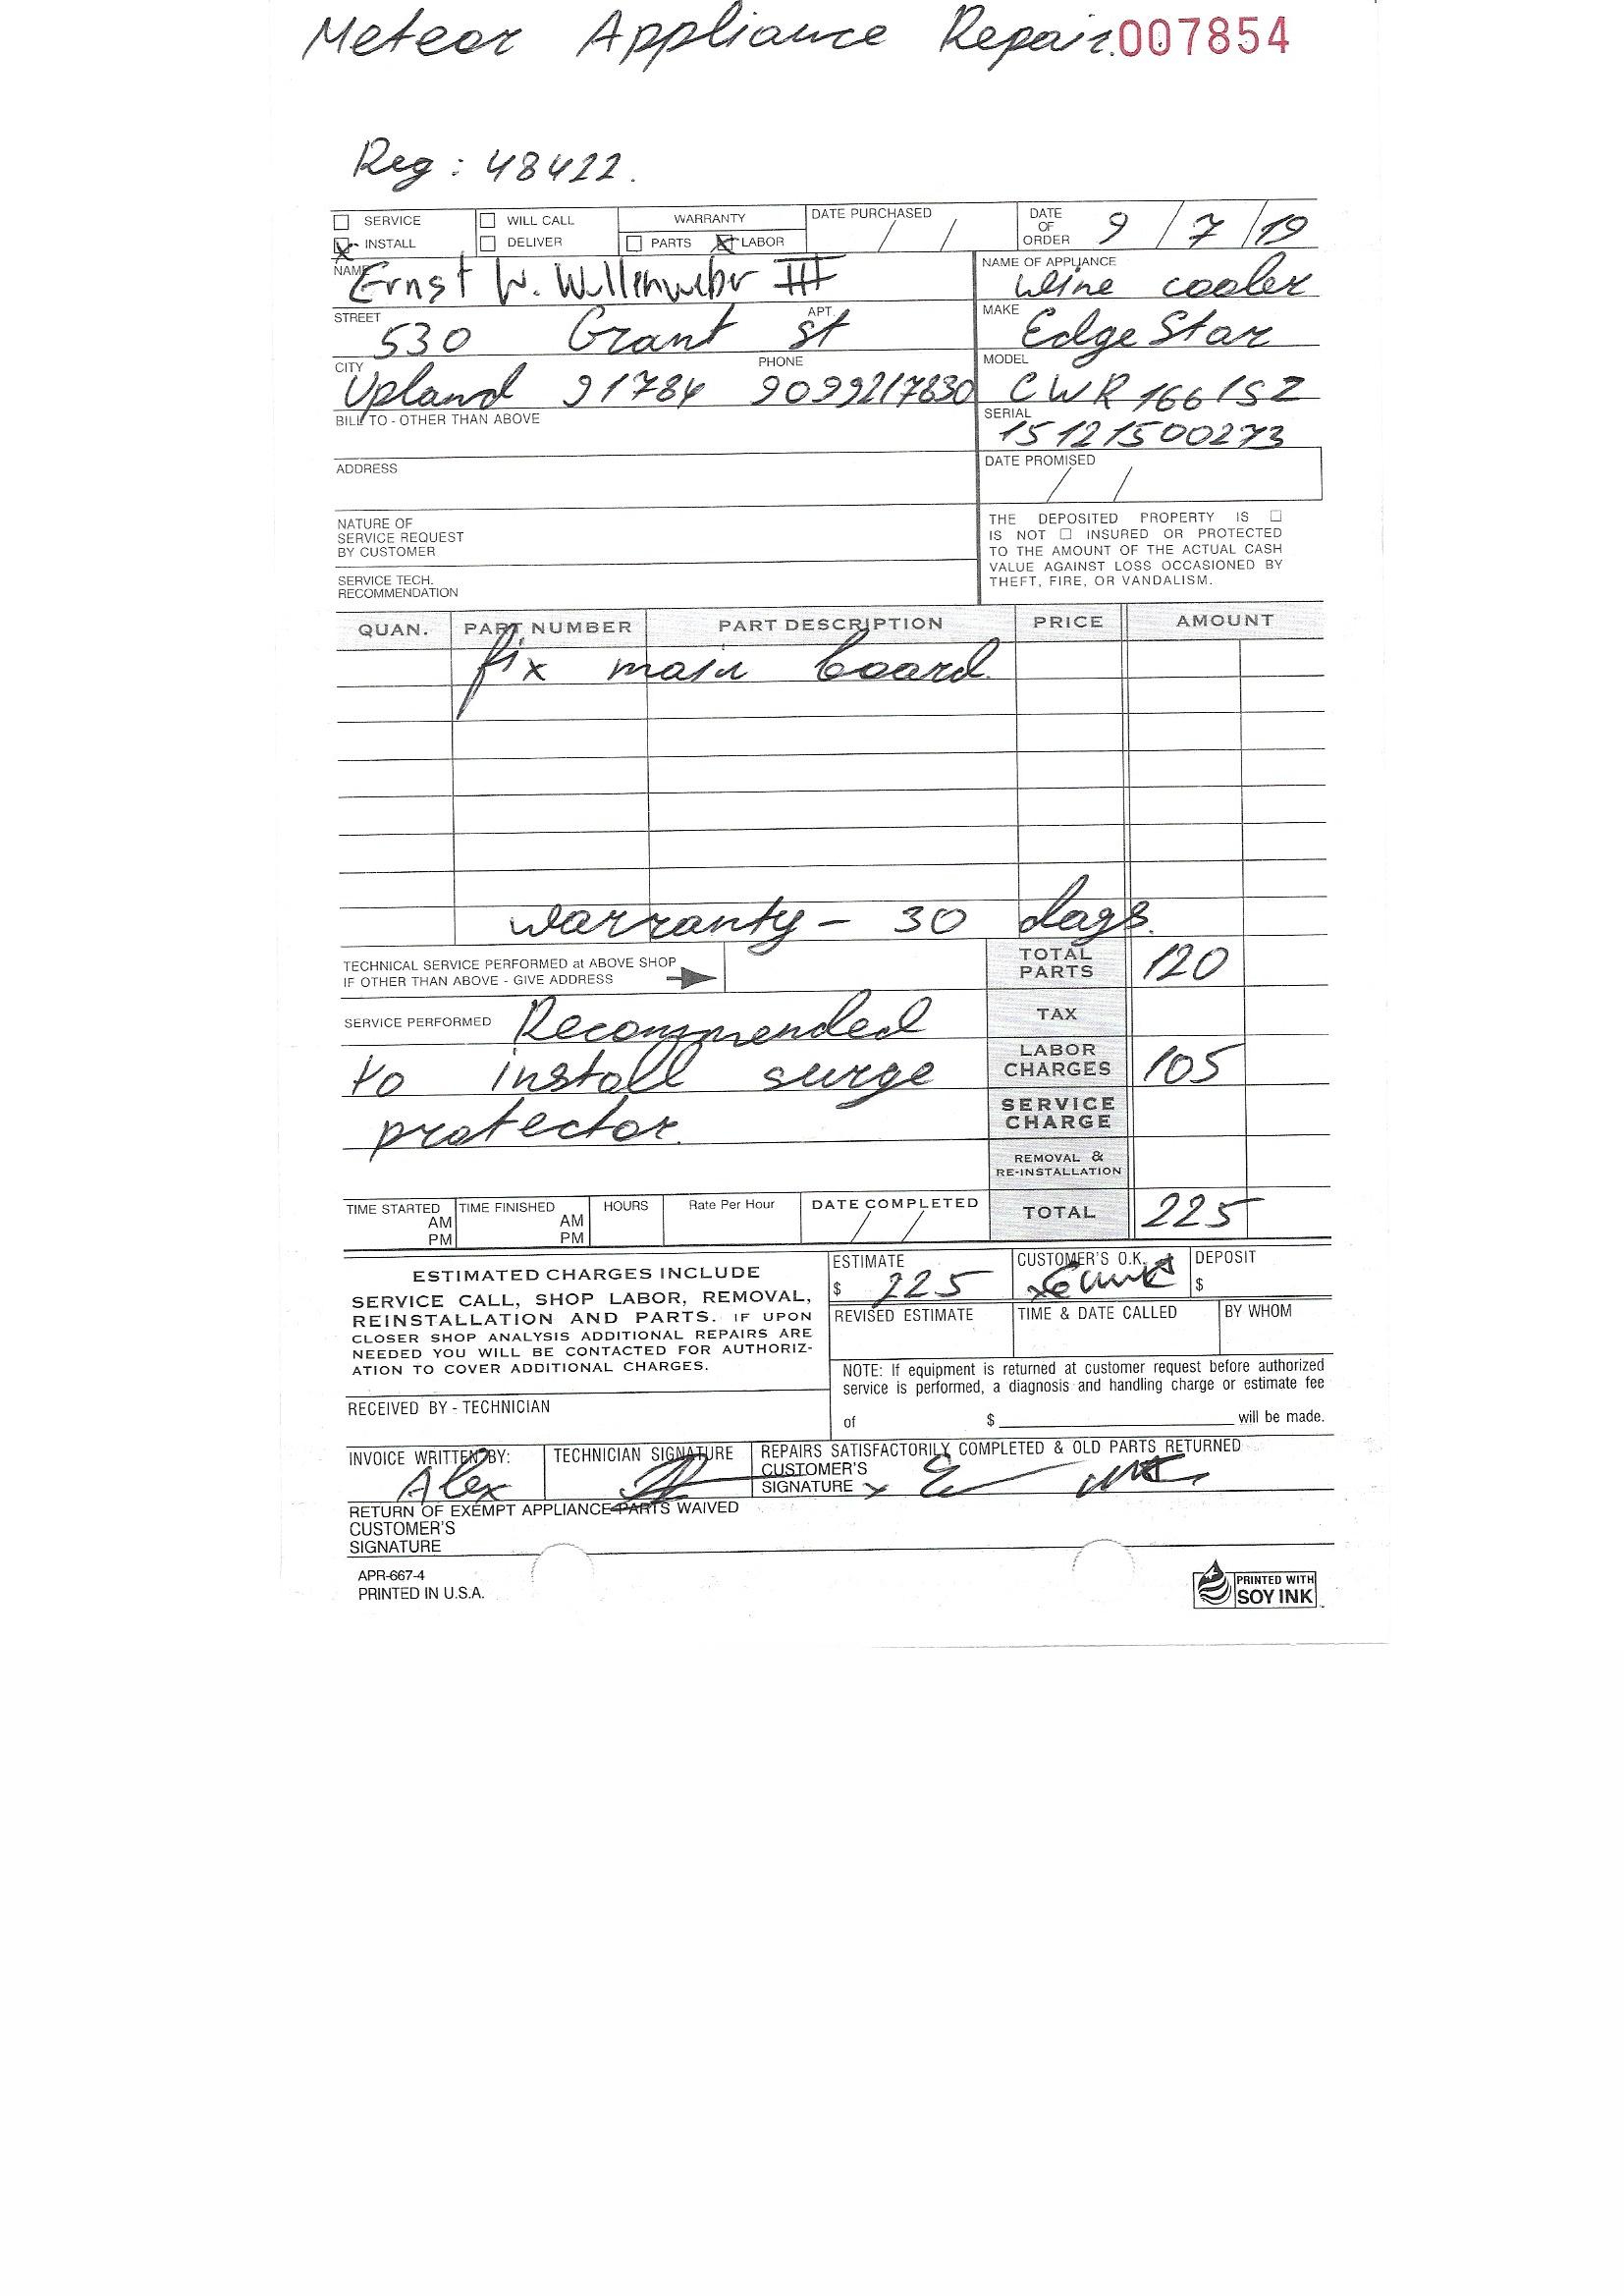 Meteor Appliance Repair. 007854
Reg: 48422.
SERVICE WILL CALL WARRANTY DATE PURCHASED DATE OF ORDER 9/7/19
INSTALL DELIVER PARTS LABOR / /
NAME Ernst W. Willenweber III NAME OF APPLIANCE Wine cooler
STREET 530 Grant APT. st MAKE EdgeStar
CITY Upland 91784 PHONE 9099217630 MODEL CWR1661SZ
BILL TO - OTHER THAN ABOVE SERIAL 15121500273
ADDRESS DATE PROMISED / /
NATURE OF
SERVICE REQUEST
BY CUSTOMER
SERVICE TECH.
RECOMMENDATION
THE DEPOSITED PROPERTY IS ☐
IS NOT ☐ INSURED OR PROTECTED
TO THE AMOUNT OF THE ACTUAL CASH
VALUE AGAINST LOSS OCCASIONED BY
THEFT, FIRE, OR VANDALISM.
QUAN. PART NUMBER PART DESCRIPTION PRICE AMOUNT
fix main board.
warranty - 30 days.
TECHNICAL SERVICE PERFORMED at ABOVE SHOP
IF OTHER THAN ABOVE - GIVE ADDRESS
TOTAL PARTS 120
SERVICE PERFORMED Recommended
to install surge
protector.
TAX
LABOR CHARGES 105
SERVICE CHARGE
REMOVAL & RE-INSTALLATION
TIME STARTED AM PM TIME FINISHED AM PM HOURS Rate Per Hour DATE COMPLETED / / TOTAL 225
ESTIMATED CHARGES INCLUDE
SERVICE CALL, SHOP LABOR, REMOVAL,
REINSTALLATION AND PARTS. IF UPON
CLOSER SHOP ANALYSIS ADDITIONAL REPAIRS ARE
NEEDED YOU WILL BE CONTACTED FOR AUTHORIZ-
ATION TO COVER ADDITIONAL CHARGES.
ESTIMATE $ 225 CUSTOMER'S O.K. DEPOSIT $
REVISED ESTIMATE TIME & DATE CALLED BY WHOM
NOTE: If equipment is returned at customer request before authorized
service is performed, a diagnosis and handling charge or estimate fee
of $ will be made.
RECEIVED BY - TECHNICIAN
INVOICE WRITTEN BY: Alex TECHNICIAN SIGNATURE
REPAIRS SATISFACTORILY COMPLETED & OLD PARTS RETURNED
CUSTOMER'S
SIGNATURE x
RETURN OF EXEMPT APPLIANCE PARTS WAIVED
CUSTOMER'S
SIGNATURE
APR-667-4
PRINTED IN U.S.A.
PRINTED WITH
SOY INK